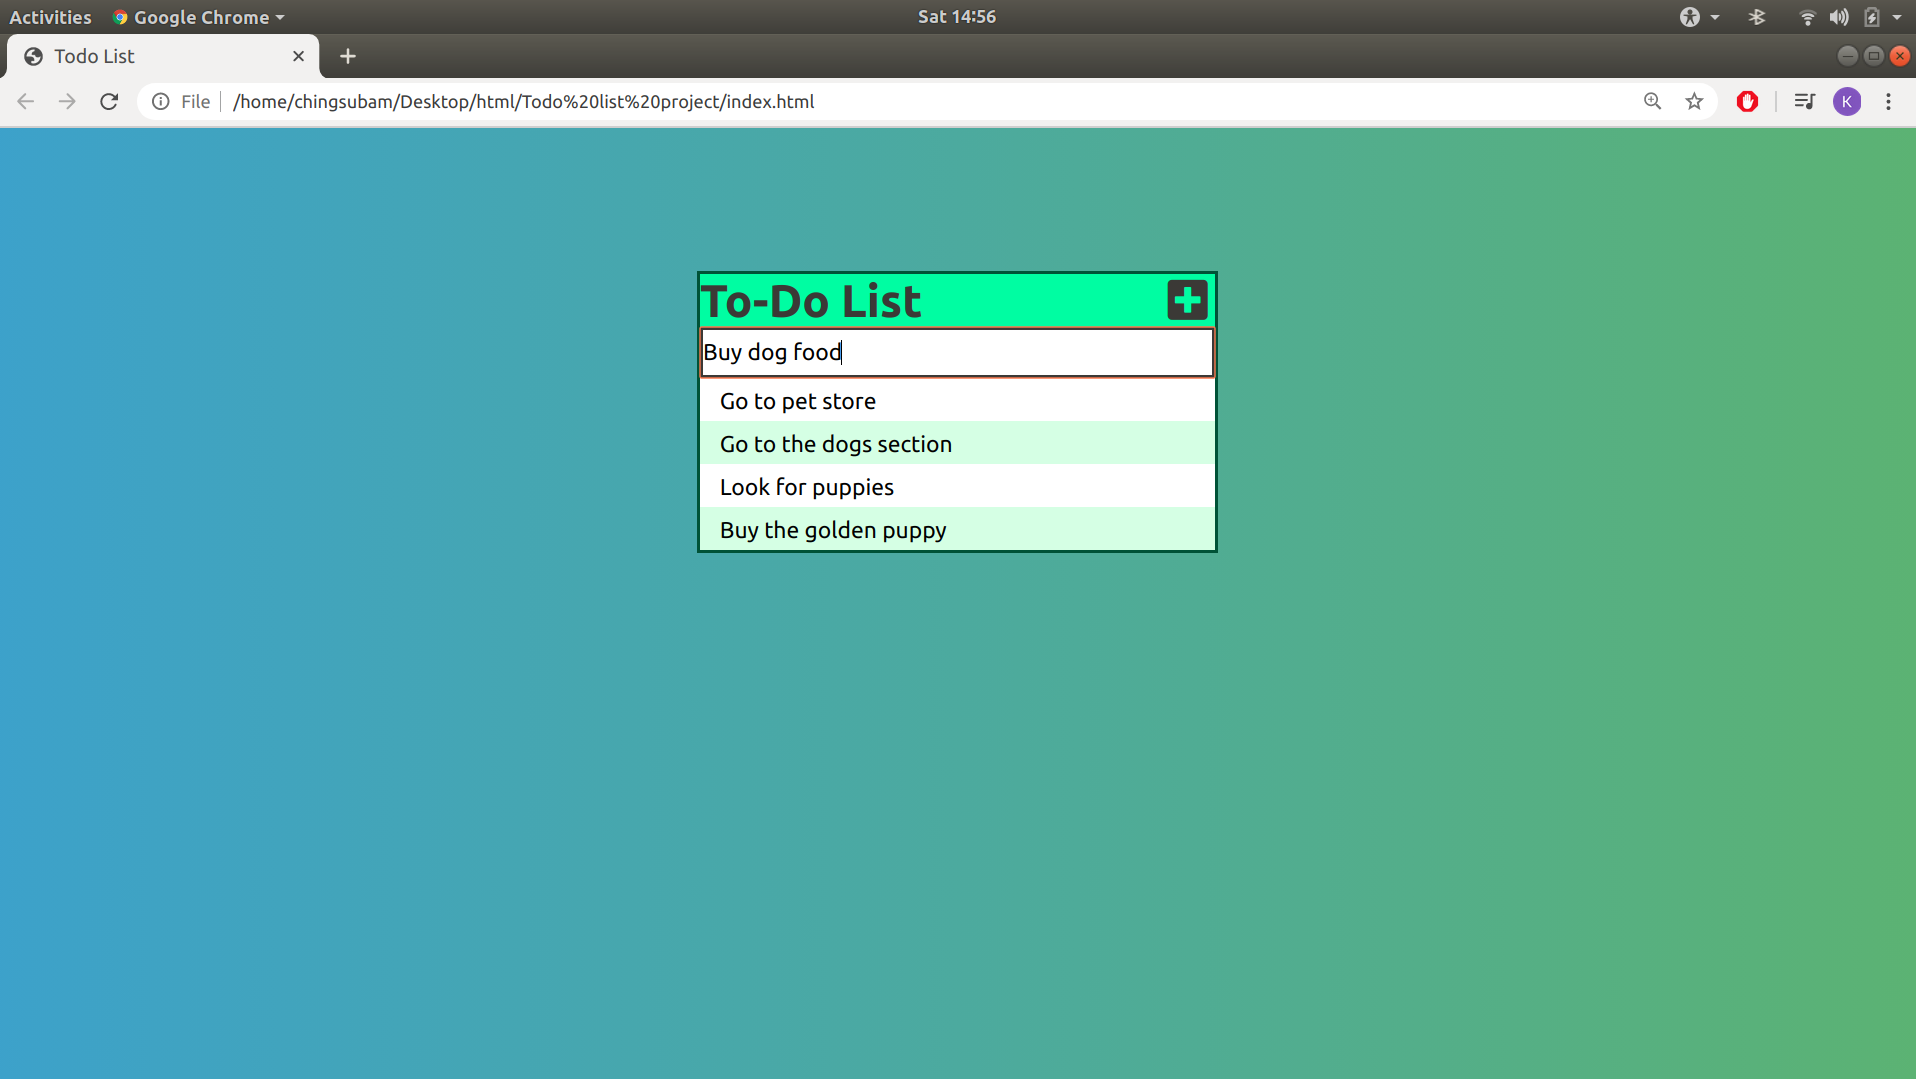 Activities Google Chrome Sat 14:56
Todo List
File /home/chingsubam/Desktop/html/Todo%20list%20project/index.html K
To-Do List
Buy dog food
Go to pet store
Go to the dogs section
Look for puppies
Buy the golden puppy